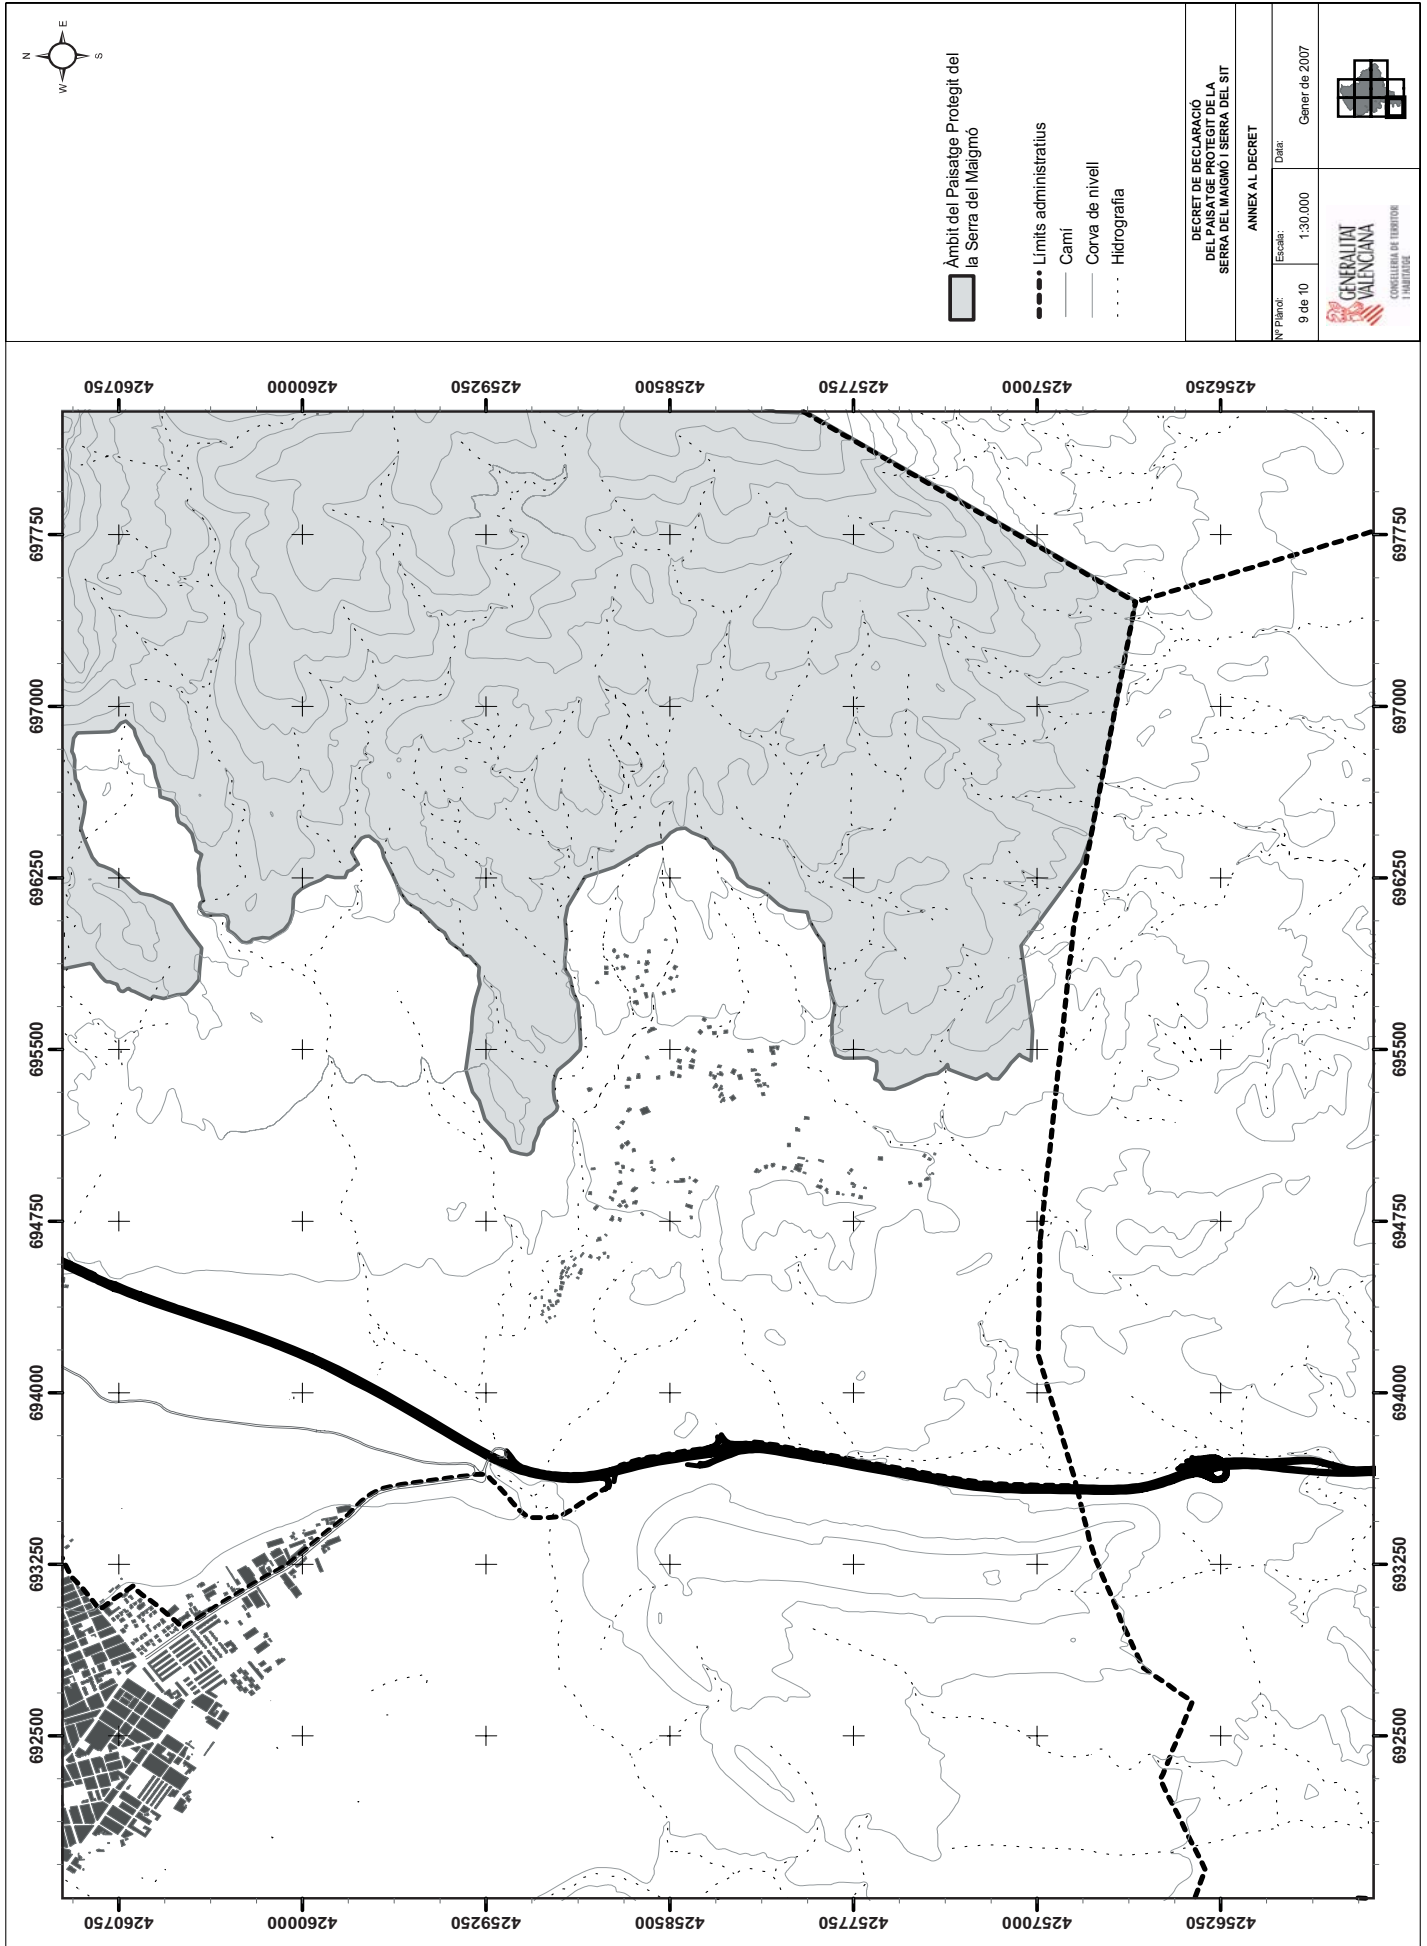 N
E
S
W
Àmbit del Paisatge Protegit del
la Serra del Maigmó
Límits administratius
Camí
Corva de nivell
Hidrografia
DECRET DE DECLARACIÓ
DEL PAISATGE PROTEGIT DE LA
SERRA DEL MAIGMÓ I SERRA DEL SIT
ANNEX AL DECRET
Nº Plànol:
9 de 10
Escala:
1:30.000
Data:
Gener de 2007
GENERALITAT
VALENCIANA
CONSELLERIA DE TERRITORI
I HABITATGE
692500
693250
694000
694750
695500
696250
697000
697750
4260750
4260000
4259250
4258500
4257750
4257000
4256250
4260750
4260000
4259250
4258500
4257750
4257000
4256250
692500
693250
694000
694750
695500
696250
697000
697750